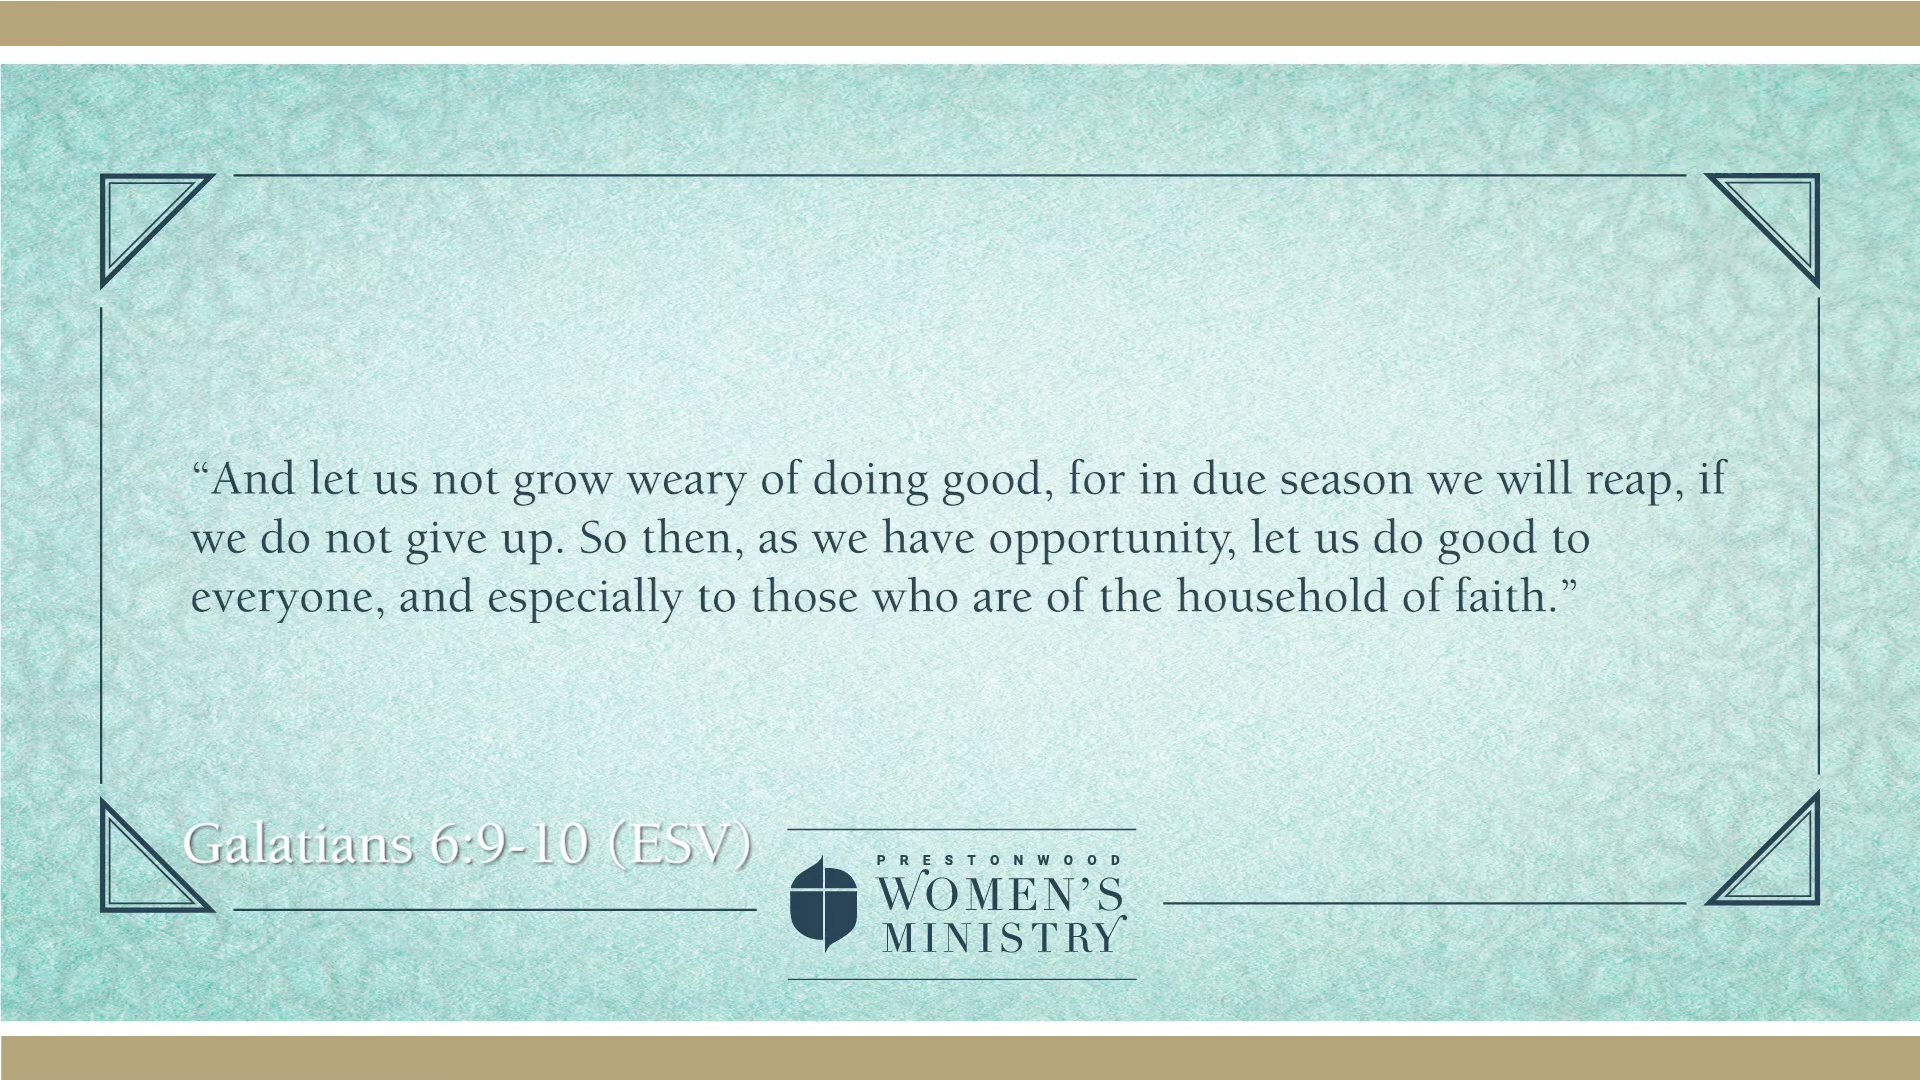 “And let us not grow weary of doing good, for in due season we will reap, if
we do not give up. So then, as we have opportunity, let us do good to
everyone, and especially to those who are of the household of faith.”
Galatians 6:9-10 (ESV)
PRESTONWOOD
WOMEN’S
MINISTRY